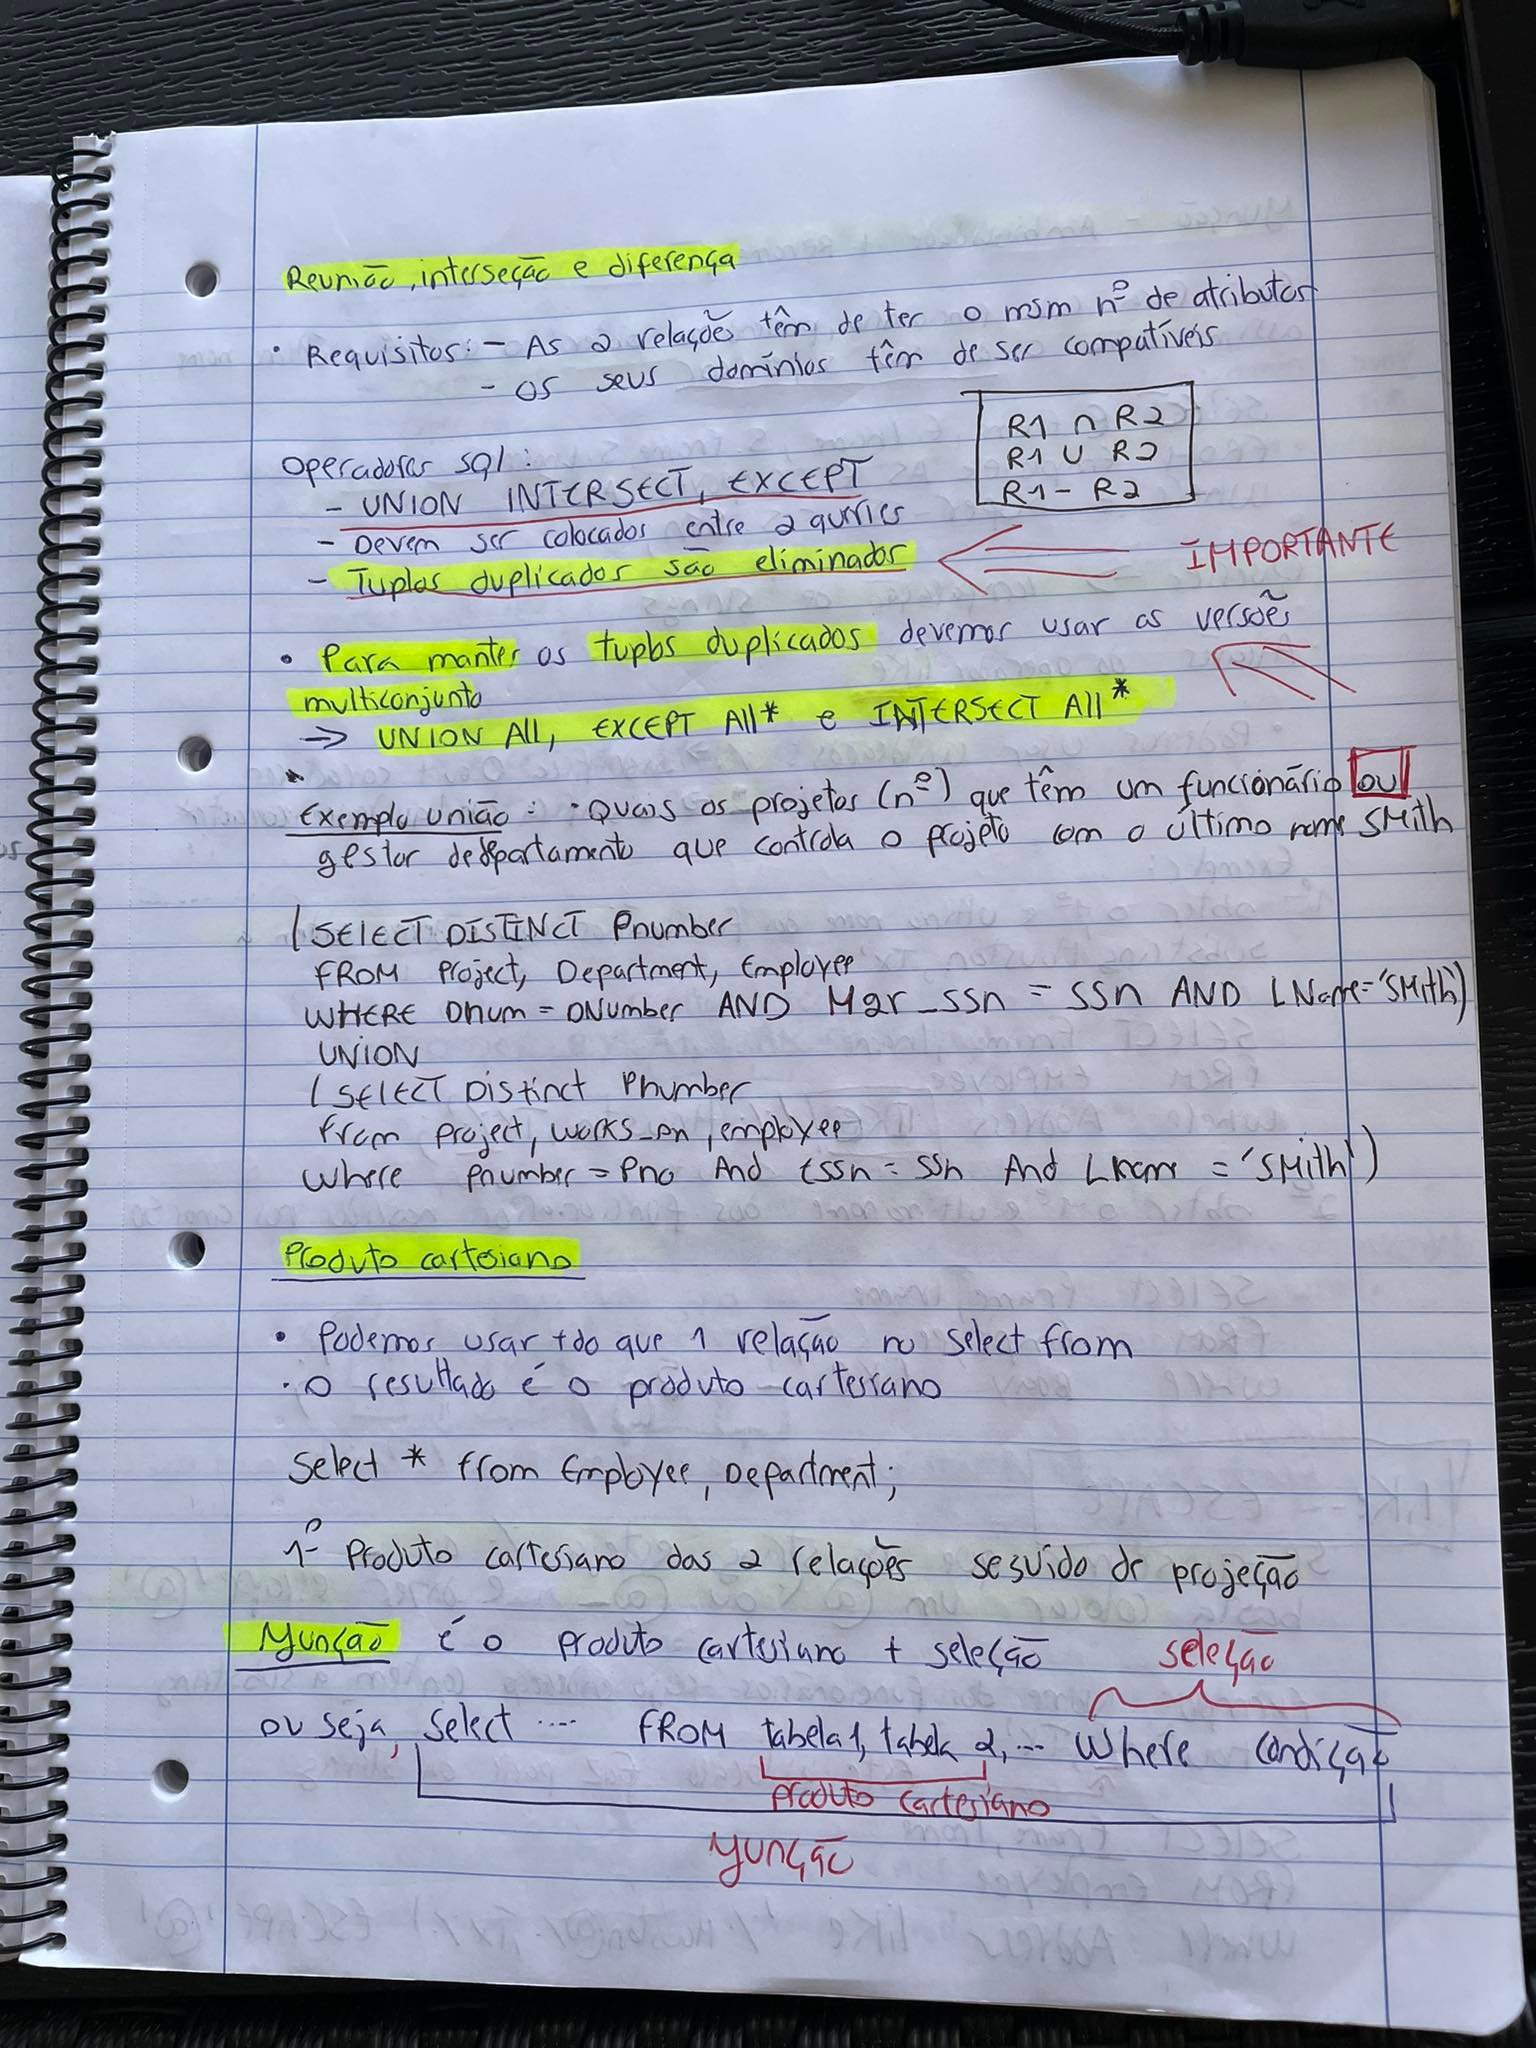 Reunião, interseção e diferença
• Requisitos: - As 2 relações têm de ter o msm nº de atributos
- Os seus domínios têm de ser compatíveis
R1 ∩ R2
R1 ∪ R2
R1 - R2
Operadores sql:
- UNION INTERSECT, EXCEPT
- Devem ser colocados entre 2 querries
- Tuplos duplicados são eliminados
IMPORTANTE
• Para manter os tuplos duplicados devemos usar as versões
multiconjunto
→ UNION All, EXCEPT All* e INTERSECT All*
Exemplo união: • Quais os projetos (nº) que têm um funcionário ou
gestor de departamento que controla o projeto com o último nome SMith
(SElECT DISTINCT Pnumber
FROM Project, Department, Employee
WHERE Dnum = DNumber AND Mgr_ssn = SSn AND LName='SMith')
UNION
(SElECT Distinct Pnumber
From project, works_on, employee
Where pnumber = Pno And Essn = SSn And Lname = 'SMith')
Produto cartesiano
• Podemos usar +do que 1 relação no select from
• O resultado é o produto cartesiano
Select * from Employee, Department;
1º Produto cartesiano das 2 relações seguido de projeção
Yunção é o produto cartesiano + seleção
seleção
ou seja, select .... FROM tabela1, tabela 2, ... Where condição
produto cartesiano
Yunção